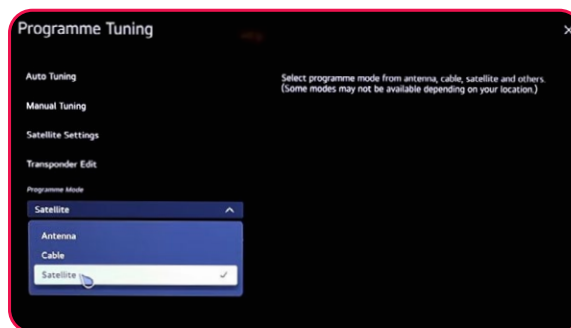 Programme Tuning
Auto Tuning
Select programme mode from antenna, cable, satellite and others.
(Some modes may not be available depending on your location.)
Manual Tuning
Satellite Settings
Transponder Edit
Programme Mode
Satellite
Antenna
Cable
Satellite